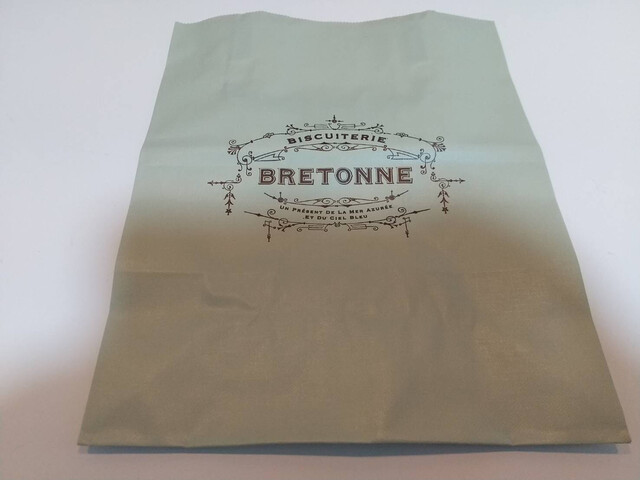 BISCUITERIE
BRETONNE
UN PRÉSENT DE LA MER AZURÉE
ET DU CIEL BLEU